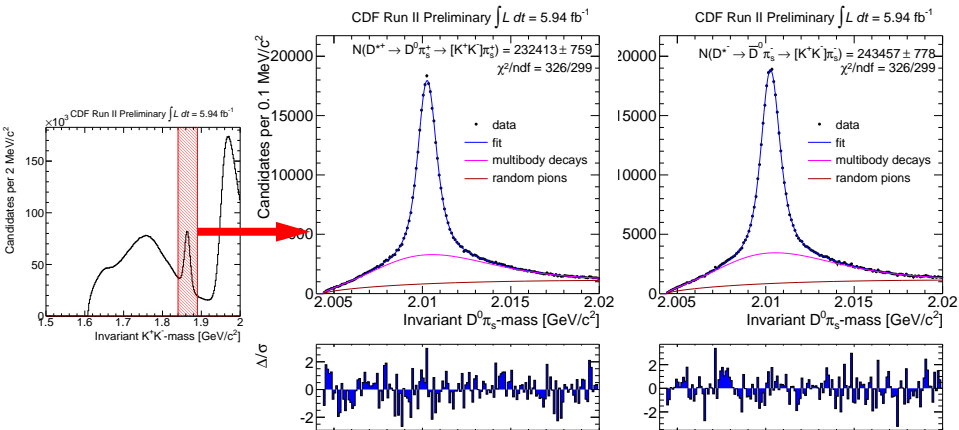 CDF Run II Preliminary ∫L dt = 5.94 fb⁻¹
×10³
Candidates per 2 MeV/c²
150
100
50
0
1.5 1.6 1.7 1.8 1.9 2
Invariant K⁺K⁻-mass [GeV/c²]
CDF Run II Preliminary ∫L dt = 5.94 fb⁻¹
N(D*⁺ → D⁰π⁺s → [K⁺K⁻]π⁺s) = 232413 ± 759
χ²/ndf = 326/299
Candidates per 0.1 MeV/c²
20000
15000
10000
5000
0
data
fit
multibody decays
random pions
2.005 2.01 2.015 2.02
Invariant D⁰πs-mass [GeV/c²]
Δ/σ
2
0
-2
CDF Run II Preliminary ∫L dt = 5.94 fb⁻¹
N(D*⁻ → D̅⁰π⁻s → [K⁺K⁻]π⁻s) = 243457 ± 778
χ²/ndf = 326/299
20000
15000
10000
5000
0
data
fit
multibody decays
random pions
2.005 2.01 2.015 2.02
Invariant D⁰πs-mass [GeV/c²]
2
0
-2